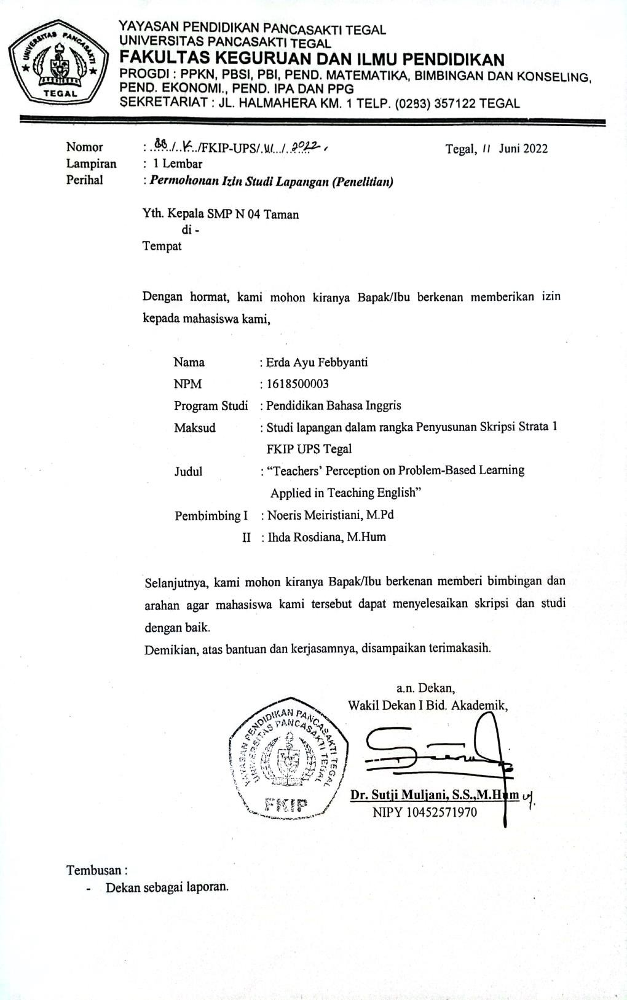 UNIVERSITAS PANCASAKTI
TEGAL
YAYASAN PENDIDIKAN PANCASAKTI TEGAL
UNIVERSITAS PANCASAKTI TEGAL
FAKULTAS KEGURUAN DAN ILMU PENDIDIKAN
PROGDI : PPKN, PBSI, PBI, PEND. MATEMATIKA, BIMBINGAN DAN KONSELING,
PEND. EKONOMI., PEND. IPA DAN PPG
SEKRETARIAT : JL. HALMAHERA KM. 1 TELP. (0283) 357122 TEGAL
Nomor : 88/K/FKIP-UPS/VI/2022
Tegal, 11 Juni 2022
Lampiran : 1 Lembar
Perihal : Permohonan Izin Studi Lapangan (Penelitian)
Yth. Kepala SMP N 04 Taman
di -
Tempat
Dengan hormat, kami mohon kiranya Bapak/Ibu berkenan memberikan izin
kepada mahasiswa kami,
Nama : Erda Ayu Febbyanti
NPM : 1618500003
Program Studi : Pendidikan Bahasa Inggris
Maksud : Studi lapangan dalam rangka Penyusunan Skripsi Strata 1
FKIP UPS Tegal
Judul : “Teachers’ Perception on Problem-Based Learning
Applied in Teaching English”
Pembimbing I : Noeris Meiristiani, M.Pd
II : Ihda Rosdiana, M.Hum
Selanjutnya, kami mohon kiranya Bapak/Ibu berkenan memberi bimbingan dan
arahan agar mahasiswa kami tersebut dapat menyelesaikan skripsi dan studi
dengan baik.
Demikian, atas bantuan dan kerjasamnya, disampaikan terimakasih.
a.n. Dekan,
Wakil Dekan I Bid. Akademik,
YAYASAN PENDIDIKAN PANCASAKTI TEGAL
UNIVERSITAS PANCASAKTI TEGAL
FKIP
Dr. Sutji Muljani, S.S.,M.Hum
NIPY 10452571970
Tembusan :
- Dekan sebagai laporan.